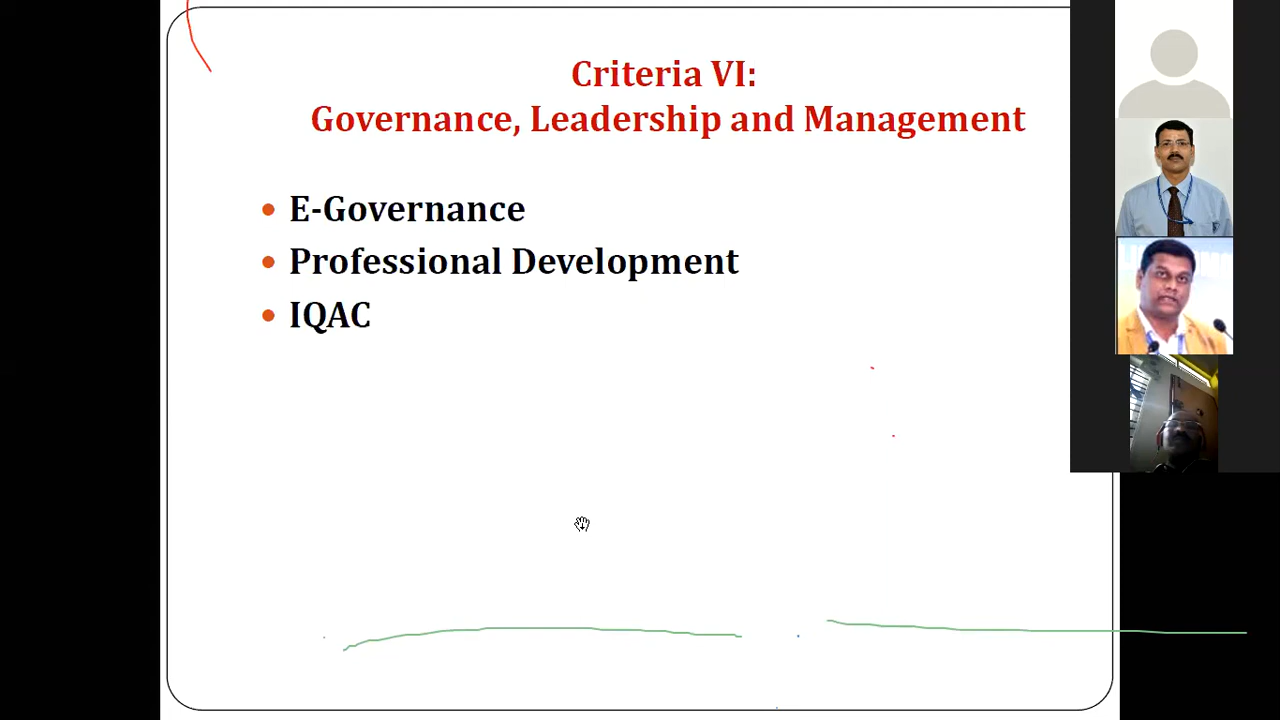 Criteria VI:
Governance, Leadership and Management
E-Governance
Professional Development
IQAC